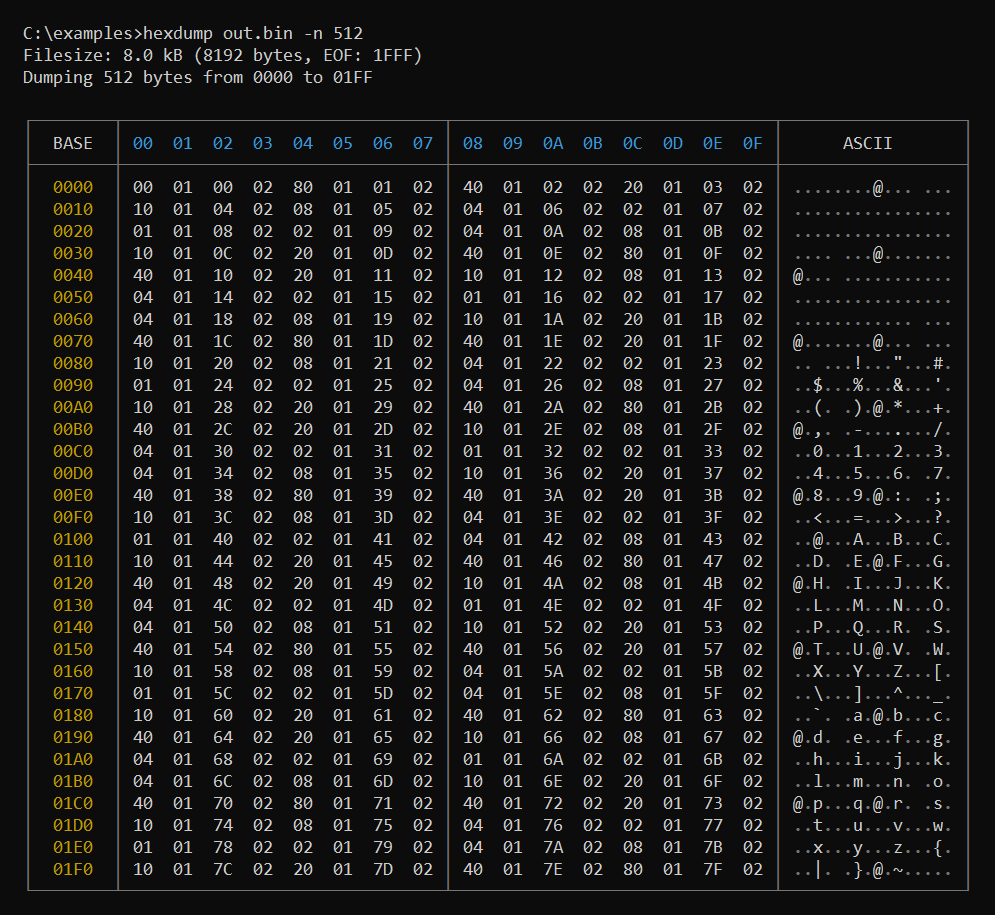 C:\examples>hexdump out.bin -n 512
Filesize: 8.0 kB (8192 bytes, EOF: 1FFF)
Dumping 512 bytes from 0000 to 01FF
BASE 00 01 02 03 04 05 06 07 08 09 0A 0B 0C 0D 0E 0F ASCII
0000 00 01 00 02 80 01 01 02 40 01 02 02 20 01 03 02 ........@... ...
0010 10 01 04 02 08 01 05 02 04 01 06 02 02 01 07 02 ................
0020 01 01 08 02 02 01 09 02 04 01 0A 02 08 01 0B 02 ................
0030 10 01 0C 02 20 01 0D 02 40 01 0E 02 80 01 0F 02 .... ...@.......
0040 40 01 10 02 20 01 11 02 10 01 12 02 08 01 13 02 @... ...........
0050 04 01 14 02 02 01 15 02 01 01 16 02 02 01 17 02 ................
0060 04 01 18 02 08 01 19 02 10 01 1A 02 20 01 1B 02 ............ ...
0070 40 01 1C 02 80 01 1D 02 40 01 1E 02 20 01 1F 02 @.......@... ...
0080 10 01 20 02 08 01 21 02 04 01 22 02 02 01 23 02 .. ...!..."...#.
0090 01 01 24 02 02 01 25 02 04 01 26 02 08 01 27 02 ..$...%...&...'.
00A0 10 01 28 02 20 01 29 02 40 01 2A 02 80 01 2B 02 ..(. .).@.*...+.
00B0 40 01 2C 02 20 01 2D 02 10 01 2E 02 08 01 2F 02 @.,. .-......./.
00C0 04 01 30 02 02 01 31 02 01 01 32 02 02 01 33 02 ..0...1...2...3.
00D0 04 01 34 02 08 01 35 02 10 01 36 02 20 01 37 02 ..4...5...6. .7.
00E0 40 01 38 02 80 01 39 02 40 01 3A 02 20 01 3B 02 @.8...9.@.:. .;.
00F0 10 01 3C 02 08 01 3D 02 04 01 3E 02 02 01 3F 02 ..<...=...>...?.
0100 01 01 40 02 02 01 41 02 04 01 42 02 08 01 43 02 ..@...A...B...C.
0110 10 01 44 02 20 01 45 02 40 01 46 02 80 01 47 02 ..D. .E.@.F...G.
0120 40 01 48 02 20 01 49 02 10 01 4A 02 08 01 4B 02 @.H. .I...J...K.
0130 04 01 4C 02 02 01 4D 02 01 01 4E 02 02 01 4F 02 ..L...M...N...O.
0140 04 01 50 02 08 01 51 02 10 01 52 02 20 01 53 02 ..P...Q...R. .S.
0150 40 01 54 02 80 01 55 02 40 01 56 02 20 01 57 02 @.T...U.@.V. .W.
0160 10 01 58 02 08 01 59 02 04 01 5A 02 02 01 5B 02 ..X...Y...Z...[.
0170 01 01 5C 02 02 01 5D 02 04 01 5E 02 08 01 5F 02 ..\...]...^..._.
0180 10 01 60 02 20 01 61 02 40 01 62 02 80 01 63 02 ..`. .a.@.b...c.
0190 40 01 64 02 20 01 65 02 10 01 66 02 08 01 67 02 @.d. .e...f...g.
01A0 04 01 68 02 02 01 69 02 01 01 6A 02 02 01 6B 02 ..h...i...j...k.
01B0 04 01 6C 02 08 01 6D 02 10 01 6E 02 20 01 6F 02 ..l...m...n. .o.
01C0 40 01 70 02 80 01 71 02 40 01 72 02 20 01 73 02 @.p...q.@.r. .s.
01D0 10 01 74 02 08 01 75 02 04 01 76 02 02 01 77 02 ..t...u...v...w.
01E0 01 01 78 02 02 01 79 02 04 01 7A 02 08 01 7B 02 ..x...y...z...{.
01F0 10 01 7C 02 20 01 7D 02 40 01 7E 02 80 01 7F 02 ..|. .}.@.~.....